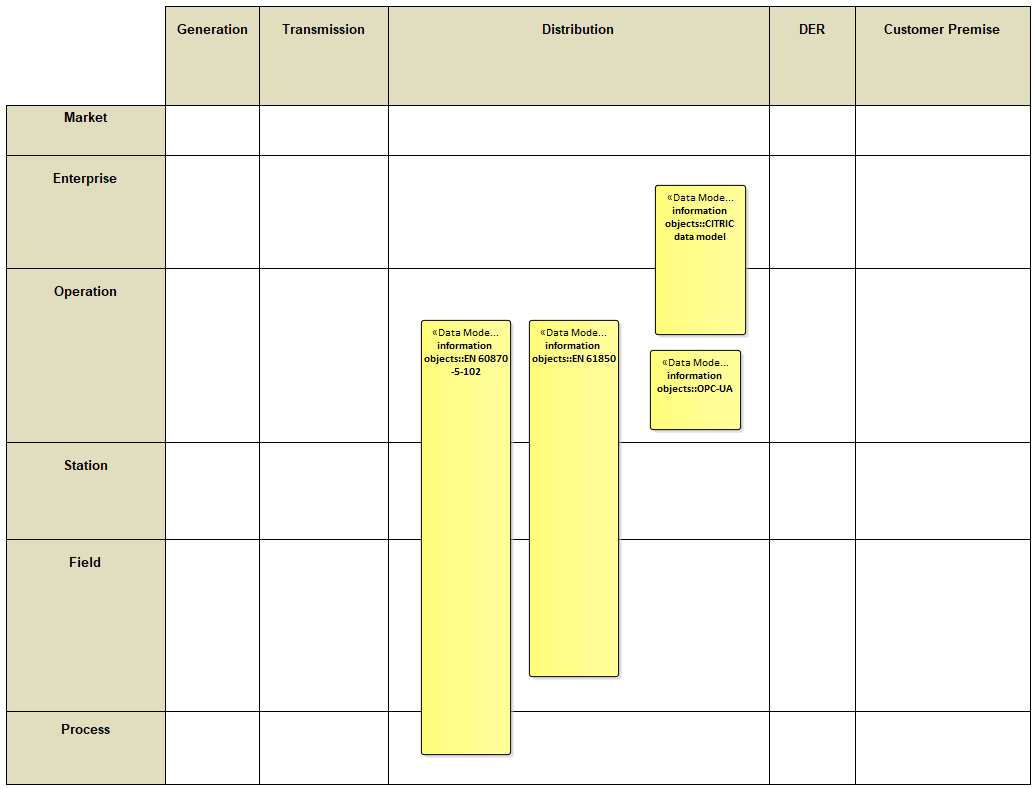 Generation
Transmission
Distribution
DER
Customer Premise
Market
Enterprise
«Data Mode...
information
objects::CITRIC
data model
Operation
«Data Mode...
information
objects::EN 60870
-5-102
«Data Mode...
information
objects::EN 61850
«Data Mode...
information
objects::OPC-UA
Station
Field
Process